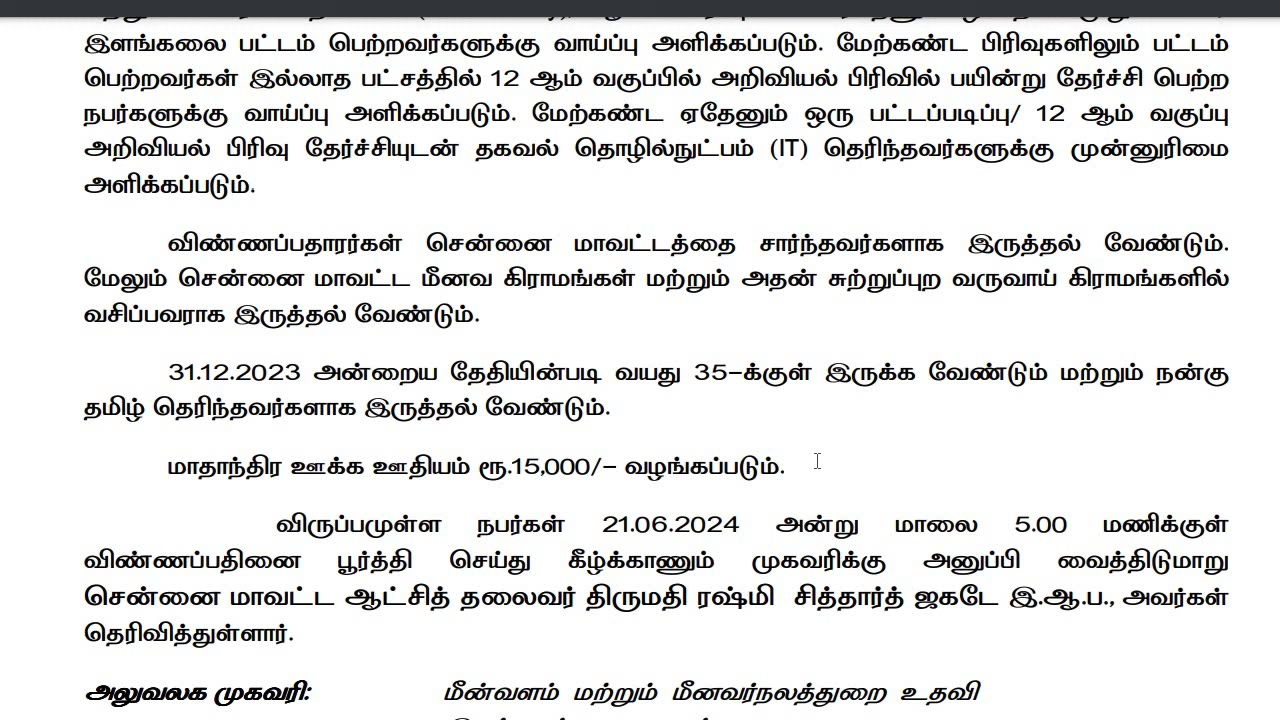 இளங்கலை பட்டம் பெற்றவர்களுக்கு வாய்ப்பு அளிக்கப்படும். மேற்கண்ட பிரிவுகளிலும் பட்டம்
பெற்றவர்கள் இல்லாத பட்சத்தில் 12 ஆம் வகுப்பில் அறிவியல் பிரிவில் பயின்று தேர்ச்சி பெற்ற
நபர்களுக்கு வாய்ப்பு அளிக்கப்படும். மேற்கண்ட ஏதேனும் ஒரு பட்டப்படிப்பு/ 12 ஆம் வகுப்பு
அறிவியல் பிரிவு தேர்ச்சியுடன் தகவல் தொழில்நுட்பம் (IT) தெரிந்தவர்களுக்கு முன்னுரிமை
அளிக்கப்படும்.
விண்ணப்பதாரர்கள் சென்னை மாவட்டத்தை சார்ந்தவர்களாக இருத்தல் வேண்டும்.
மேலும் சென்னை மாவட்ட மீனவ கிராமங்கள் மற்றும் அதன் சுற்றுப்புற வருவாய் கிராமங்களில்
வசிப்பவராக இருத்தல் வேண்டும்.
31.12.2023 அன்றைய தேதியின்படி வயது 35-க்குள் இருக்க வேண்டும் மற்றும் நன்கு
தமிழ் தெரிந்தவர்களாக இருத்தல் வேண்டும்.
மாதாந்திர ஊக்க ஊதியம் ரூ.15,000/- வழங்கப்படும்.
விருப்பமுள்ள நபர்கள் 21.06.2024 அன்று மாலை 5.00 மணிக்குள்
விண்ணப்பதினை பூர்த்தி செய்து கீழ்க்காணும் முகவரிக்கு அனுப்பி வைத்திடுமாறு
சென்னை மாவட்ட ஆட்சித் தலைவர் திருமதி ரஷ்மி சித்தார்த் ஜகடே இ.ஆ.ப., அவர்கள்
தெரிவித்துள்ளார்.
அலுவலக முகவரி: மீன்வளம் மற்றும் மீனவர்நலத்துறை உதவி